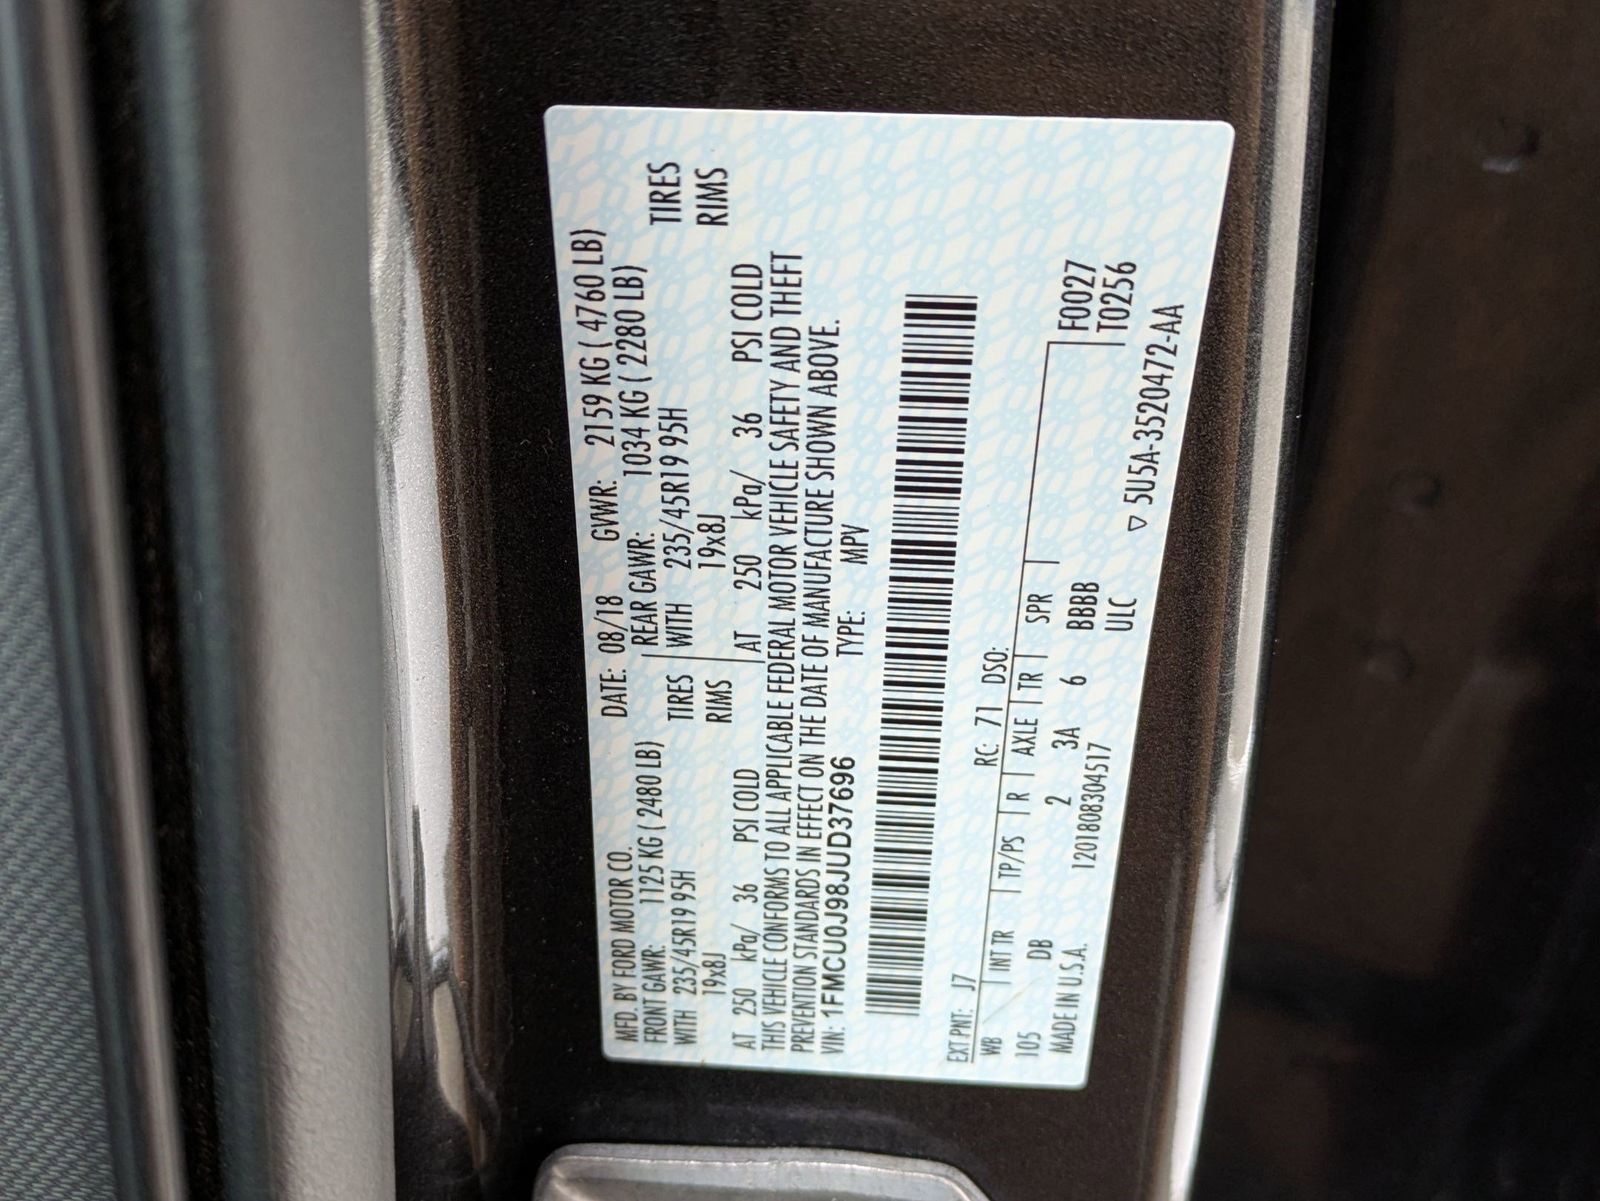 MFD. BY FORD MOTOR CO.
DATE: 08/18 GVWR: 2159 KG ( 4760 LB)
FRONT GAWR: 1125 KG ( 2480 LB) REAR GAWR: 1034 KG ( 2280 LB)
WITH 235/45R19 95H TIRES WITH 235/45R19 95H TIRES
19x8J RIMS 19x8J RIMS
AT 250 kPa/ 36 PSI COLD AT 250 kPa/ 36 PSI COLD
THIS VEHICLE CONFORMS TO ALL APPLICABLE FEDERAL MOTOR VEHICLE SAFETY AND THEFT
PREVENTION STANDARDS IN EFFECT ON THE DATE OF MANUFACTURE SHOWN ABOVE.
VIN: 1FMCU0J98JUD37696 TYPE: MPV
EXT PNT: J7 RC: 71 DSO:
WB INT TR TP/PS R AXLE TR SPR F0027
T0256
105 DB 2 3A 6 BBBB
ULC
MADE IN U.S.A. 1201808304517 ▽ 5U5A-3520472-AA